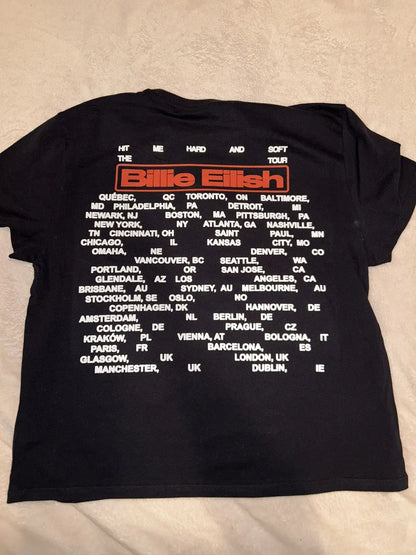 HIT ME HARD AND SOFT
THE TOUR
Billie Eilish
QUÉBEC, QC TORONTO, ON BALTIMORE,
MD PHILADELPHIA, PA DETROIT, MI
NEWARK, NJ BOSTON, MA PITTSBURGH, PA
NEW YORK, NY ATLANTA, GA NASHVILLE,
TN CINCINNATI, OH SAINT PAUL, MN
CHICAGO, IL KANSAS CITY, MO
OMAHA, NE DENVER, CO
VANCOUVER, BC SEATTLE, WA
PORTLAND, OR SAN JOSE, CA
GLENDALE, AZ LOS ANGELES, CA
BRISBANE, AU SYDNEY, AU MELBOURNE, AU
STOCKHOLM, SE OSLO, NO
COPENHAGEN, DK HANNOVER, DE
AMSTERDAM, NL BERLIN, DE
COLOGNE, DE PRAGUE, CZ
KRAKÓW, PL VIENNA, AT BOLOGNA, IT
PARIS, FR BARCELONA, ES
GLASGOW, UK LONDON, UK
MANCHESTER, UK DUBLIN, IE